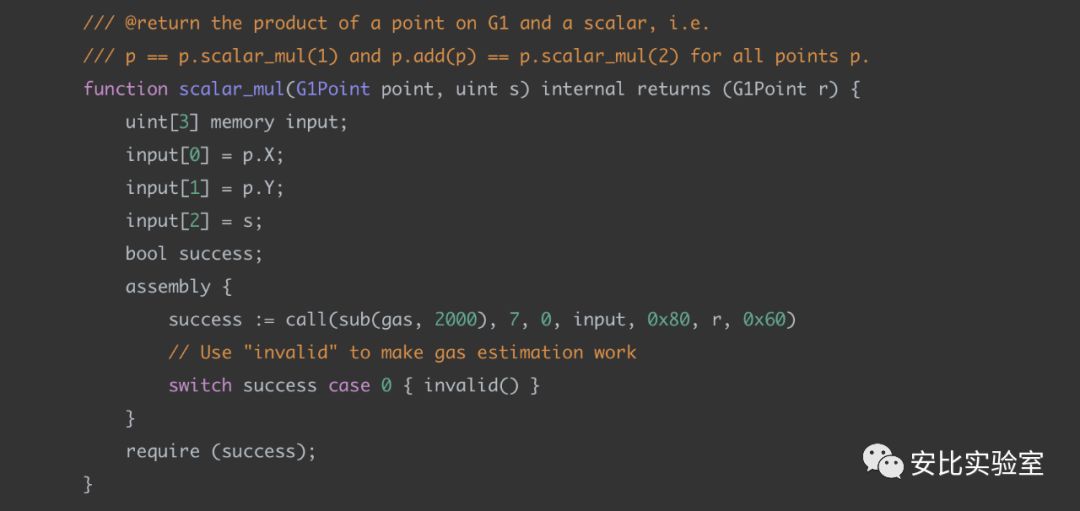 /// @return the product of a point on G1 and a scalar, i.e.
/// p == p.scalar_mul(1) and p.add(p) == p.scalar_mul(2) for all points p.
function scalar_mul(G1Point point, uint s) internal returns (G1Point r) {
    uint[3] memory input;
    input[0] = p.X;
    input[1] = p.Y;
    input[2] = s;
    bool success;
    assembly {
        success := call(sub(gas, 2000), 7, 0, input, 0x80, r, 0x60)
        // Use "invalid" to make gas estimation work
        switch success case 0 { invalid() }
    }
    require (success);
}
安比实验室